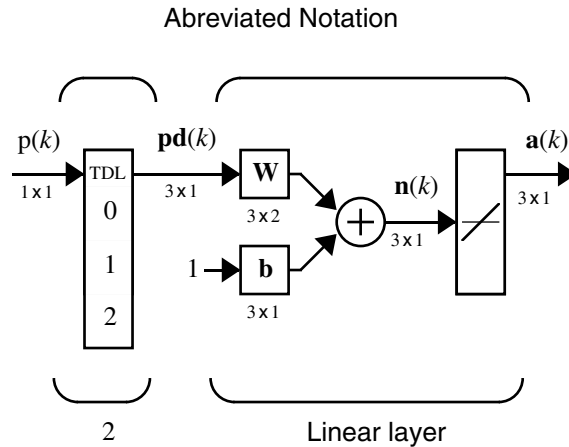 Abreviated Notation
p(k) pd(k) n(k) a(k)
TDL W
1 x 1 3 x 1 3 x 2 3 x 1 3 x 1
0
1
2
1 b
3 x 1
2 Linear layer